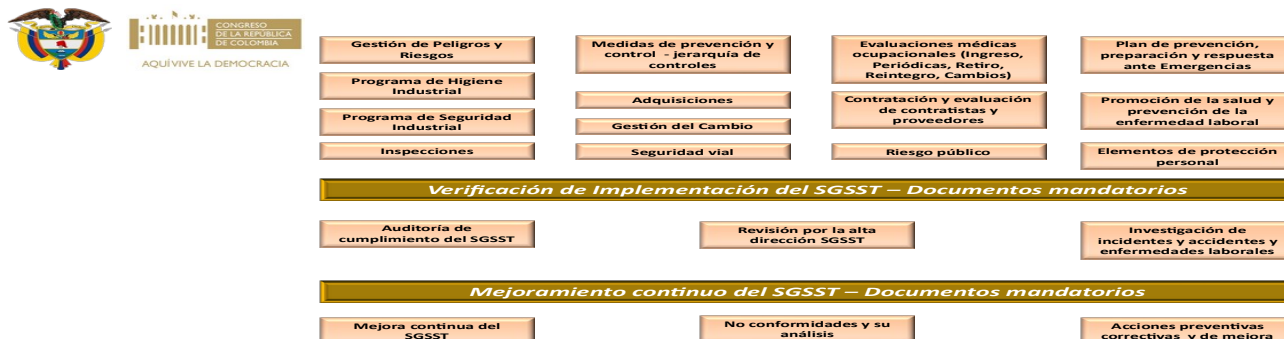 CONGRESO
DE LA REPÚBLICA
DE COLOMBIA
AQUÍVIVE LA DEMOCRACIA
Gestión de Peligros y
Riesgos
Medidas de prevención y
control - jerarquía de
controles
Evaluaciones médicas
ocupacionales (Ingreso,
Periódicas, Retiro,
Reintegro, Cambios)
Plan de prevención,
preparación y respuesta
ante Emergencias
Programa de Higiene
Industrial
Adquisiciones
Contratación y evaluación
de contratistas y
proveedores
Promoción de la salud y
prevención de la
enfermedad laboral
Programa de Seguridad
Industrial
Gestión del Cambio
Inspecciones
Seguridad vial
Riesgo público
Elementos de protección
personal
Verificación de Implementación del SGSST – Documentos mandatorios
Auditoría de
cumplimiento del SGSST
Revisión por la alta
dirección SGSST
Investigación de
incidentes y accidentes y
enfermedades laborales
Mejoramiento continuo del SGSST – Documentos mandatorios
Mejora continua del
SGSST
No conformidades y su
análisis
Acciones preventivas
correctivas y de mejora